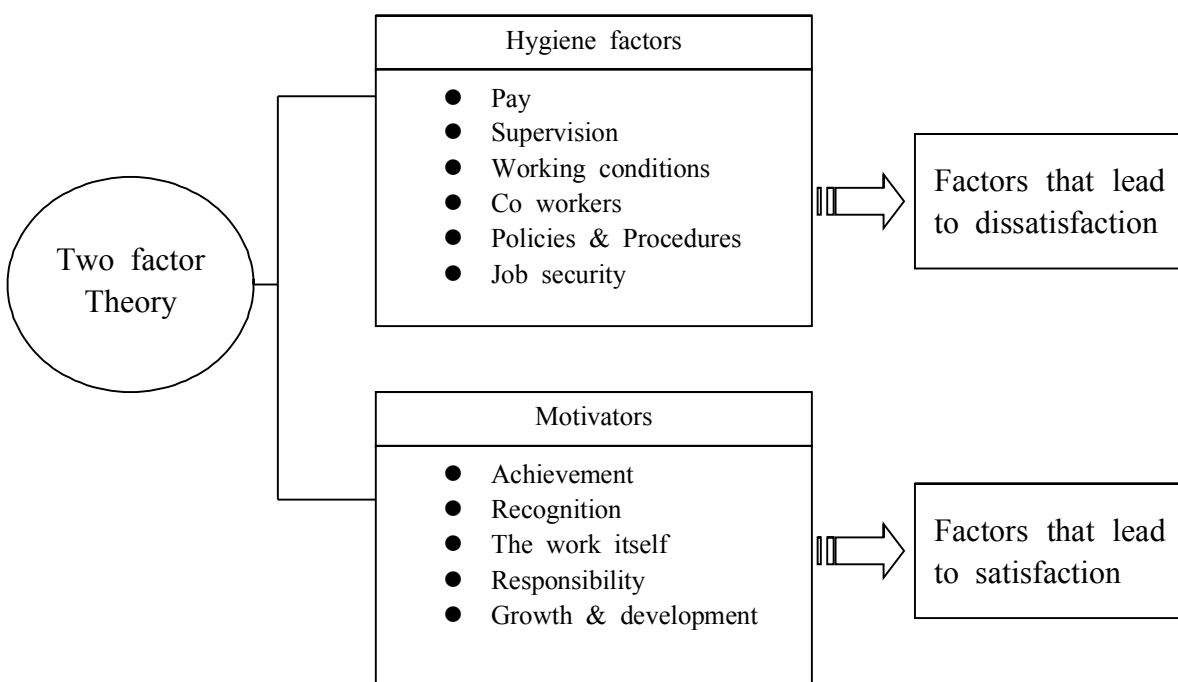 Two factor
Theory
Hygiene factors
● Pay
● Supervision
● Working conditions
● Co workers
● Policies & Procedures
● Job security
Factors that lead
to dissatisfaction
Motivators
● Achievement
● Recognition
● The work itself
● Responsibility
● Growth & development
Factors that lead
to satisfaction